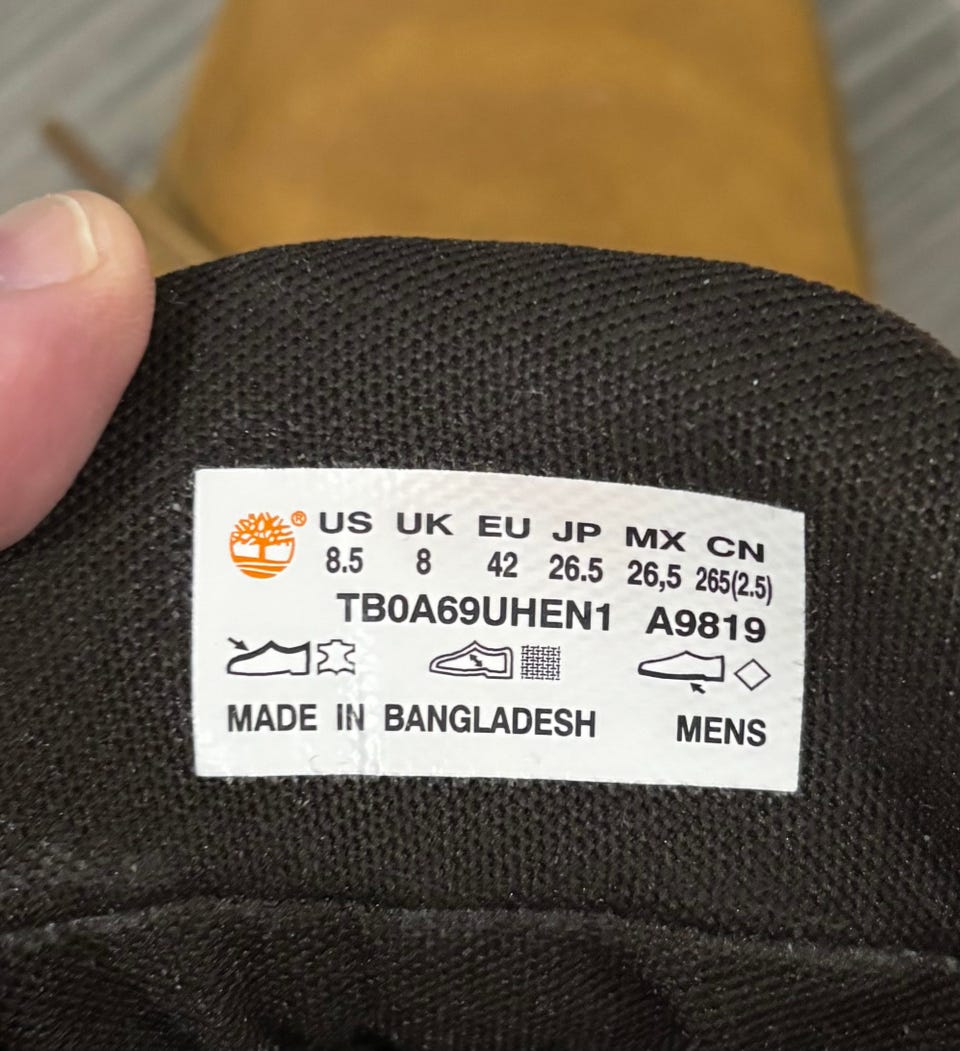 ® US UK EU JP MX CN
8.5 8 42 26.5 26,5 265(2.5)
TB0A69UHEN1 A9819
MADE IN BANGLADESH MENS